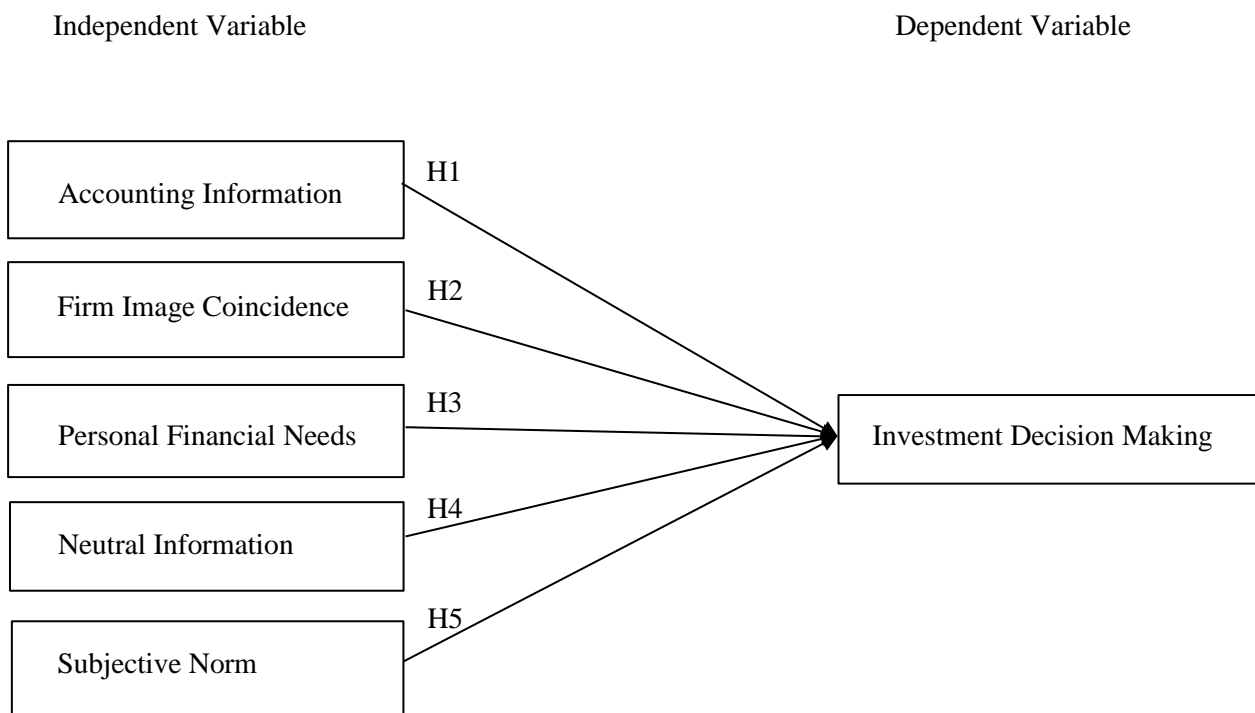 Independent Variable
Dependent Variable
Accounting Information
H1
Firm Image Coincidence
H2
Personal Financial Needs
H3
Neutral Information
H4
Subjective Norm
H5
Investment Decision Making